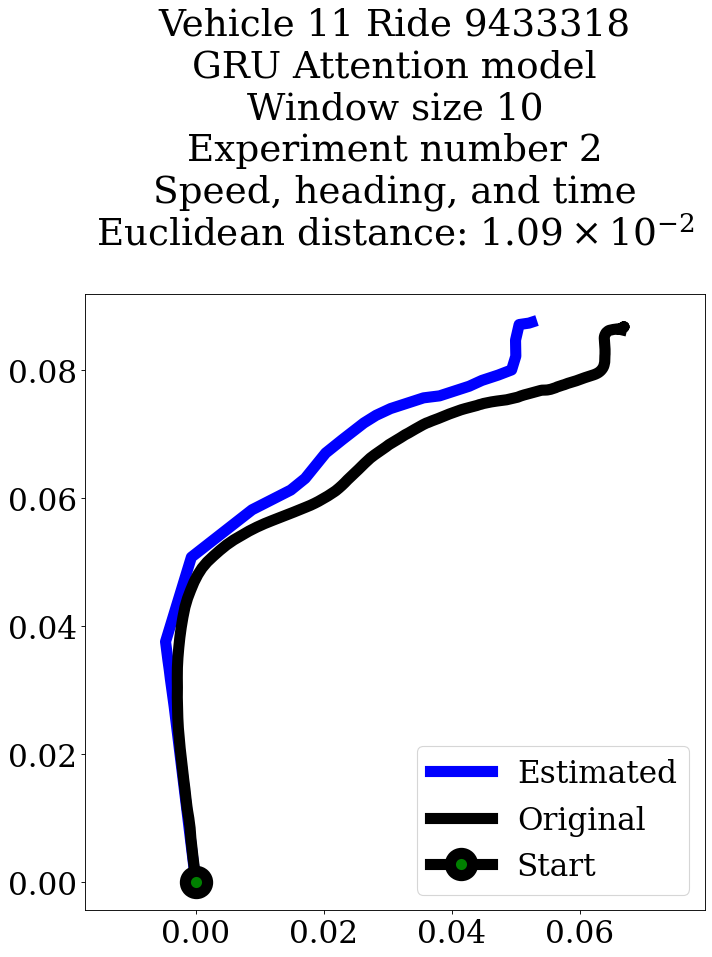 Vehicle 11 Ride 9433318
GRU Attention model
Window size 10
Experiment number 2
Speed, heading, and time
Euclidean distance: 1.09 × 10⁻²
0.08
0.06
0.04
0.02
0.00
0.00 0.02 0.04 0.06
Estimated
Original
Start